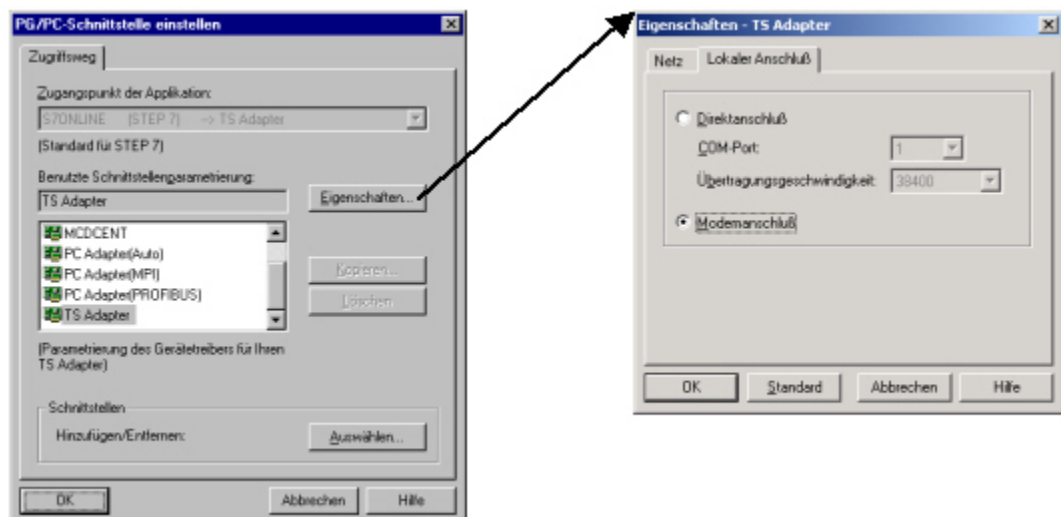 PG/PC-Schnittstelle einstellen
Zugriffsweg
Zugangspunkt der Applikation:
S7ONLINE (STEP 7) -> TS Adapter
(Standard für STEP 7)
Benutzte Schnittstellenparametrierung:
TS Adapter
Eigenschaften...
MCDCENT
PC Adapter(Auto)
PC Adapter(MPI)
PC Adapter(PROFIBUS)
TS Adapter
Kopieren...
Löschen
(Parametrierung des Gerätetreibers für Ihren
TS Adapter)
Schnittstellen
Hinzufügen/Entfernen:
Auswählen...
OK
Abbrechen
Hilfe
Eigenschaften - TS Adapter
Netz
Lokaler Anschluß
Direktanschluß
COM-Port:
1
Übertragungsgeschwindigkeit:
38400
Modemanschluß
OK
Standard
Abbrechen
Hilfe